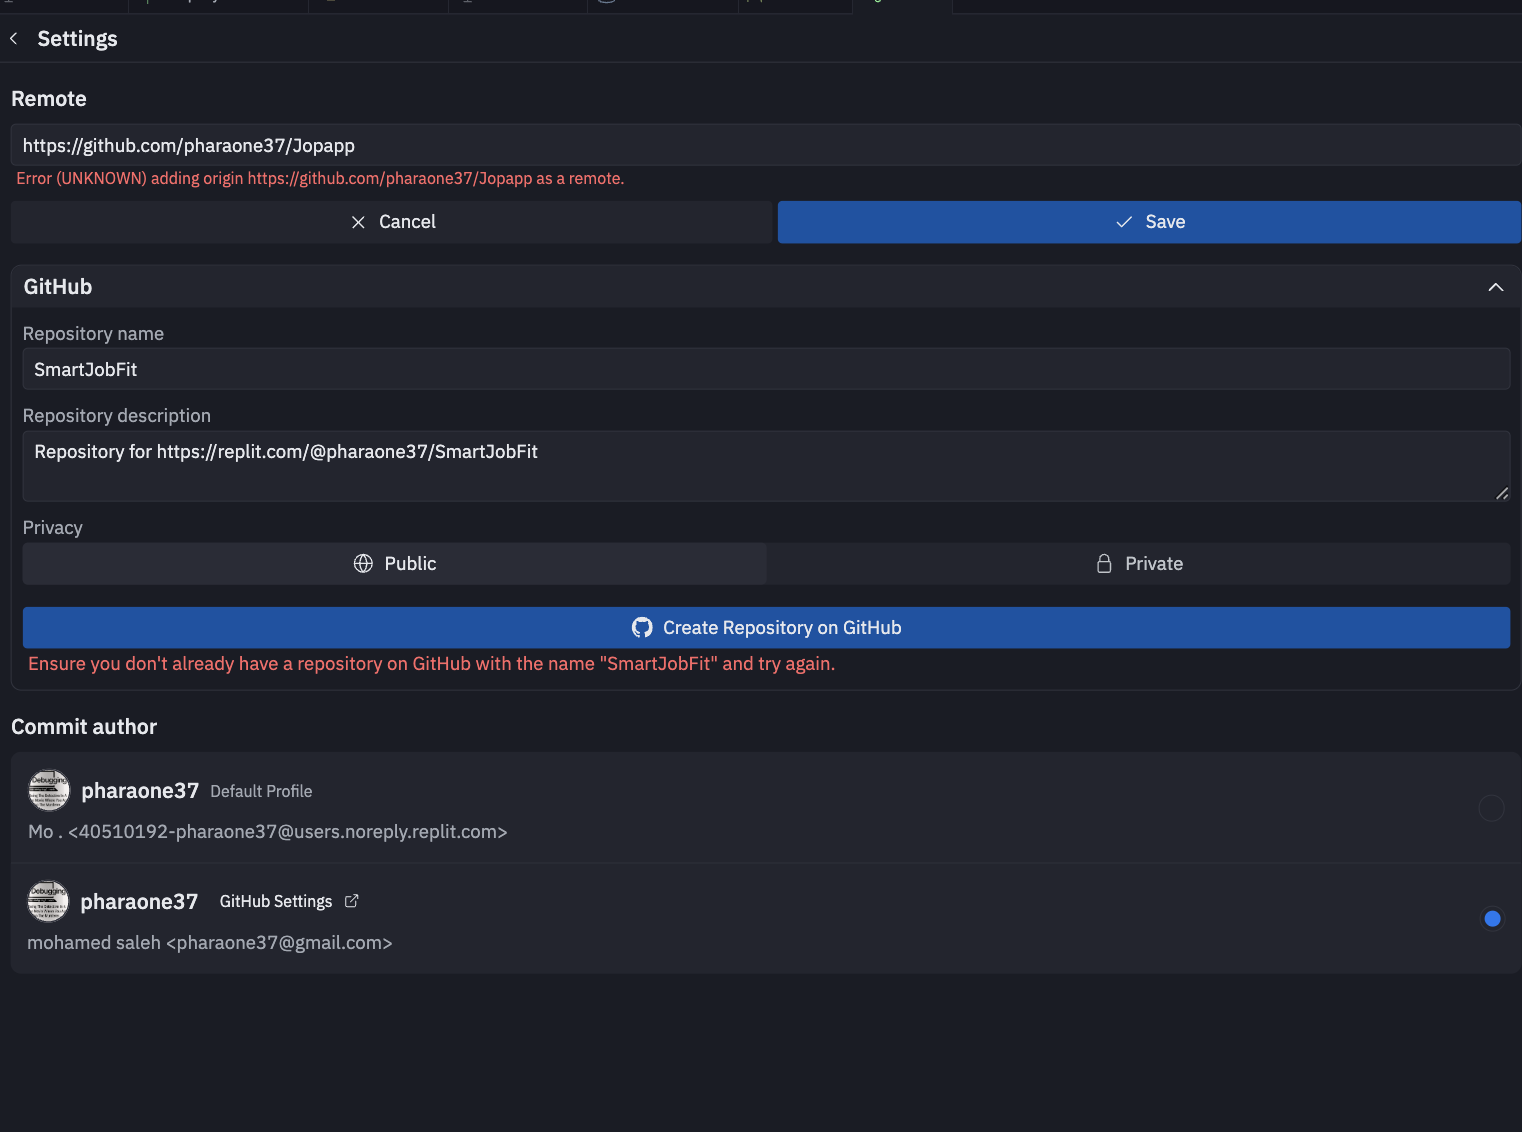 Settings
Remote
https://github.com/pharaone37/Jopapp
Error (UNKNOWN) adding origin https://github.com/pharaone37/Jopapp as a remote.
Cancel
Save
GitHub
Repository name
SmartJobFit
Repository description
Repository for https://replit.com/@pharaone37/SmartJobFit
Privacy
Public
Private
Create Repository on GitHub
Ensure you don't already have a repository on GitHub with the name "SmartJobFit" and try again.
Commit author
Debugging
pharaone37 Default Profile
Mo . <40510192-pharaone37@users.noreply.replit.com>
Debugging
pharaone37 GitHub Settings
mohamed saleh <pharaone37@gmail.com>